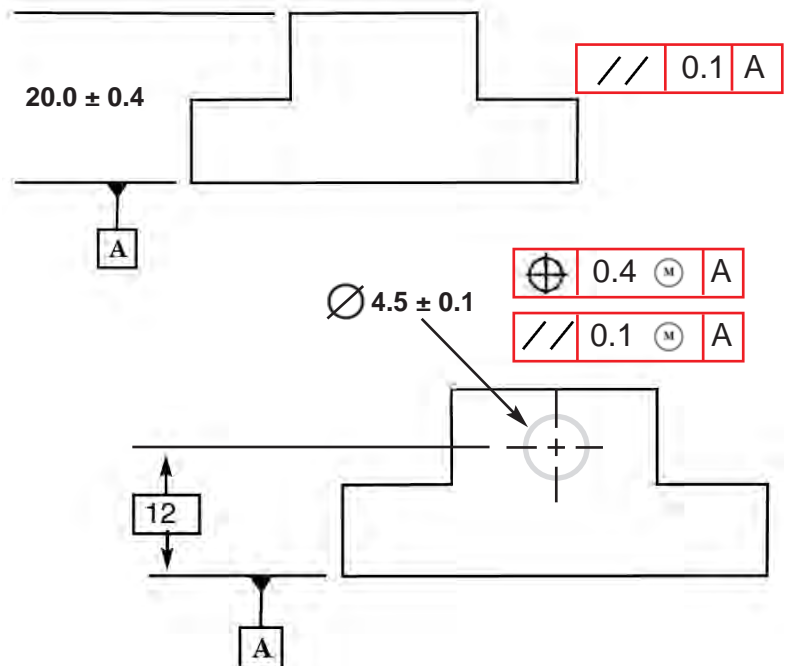 // 0.1 A
20.0 ± 0.4
A
⌖ 0.4 Ⓜ A
Ø 4.5 ± 0.1
// 0.1 Ⓜ A
12
A